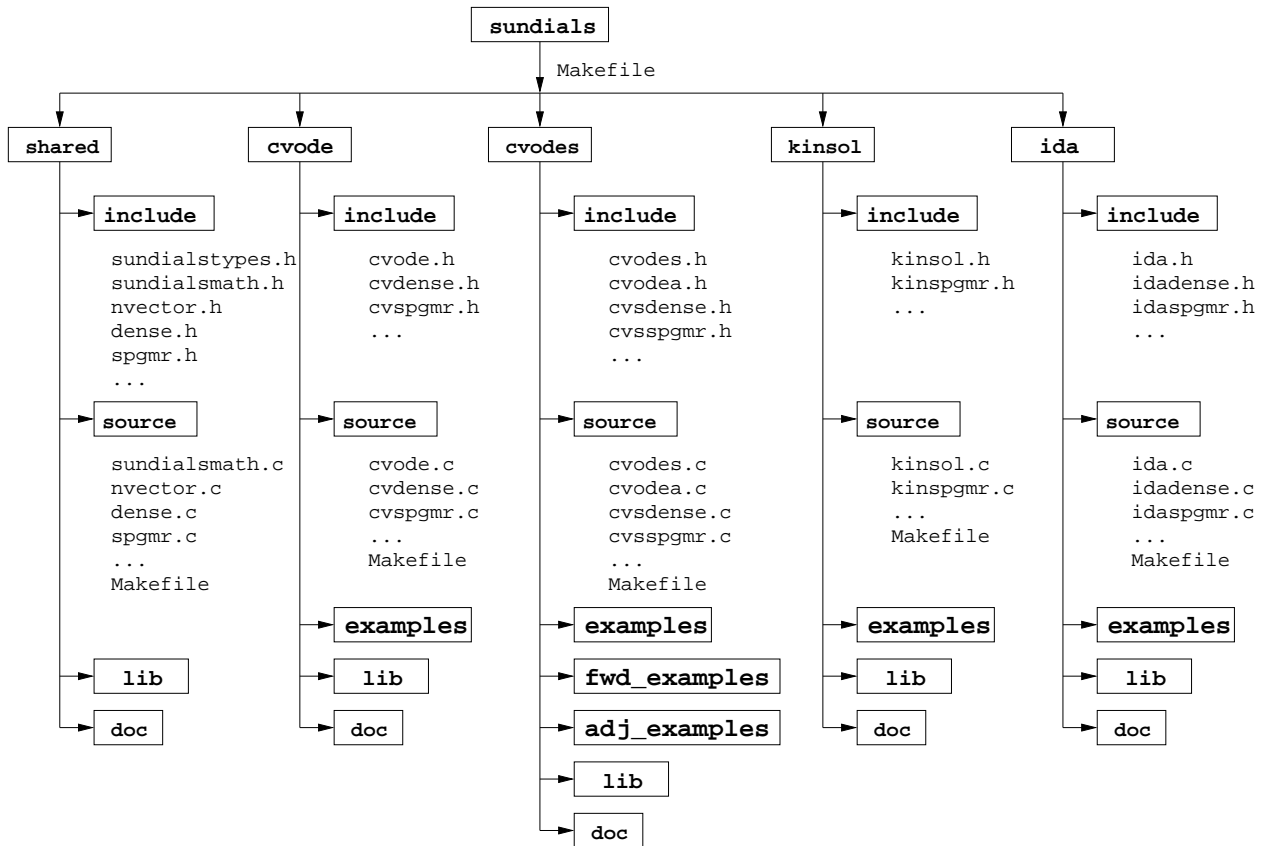 sundials
Makefile
shared
include
sundialstypes.h
sundialsmath.h
nvector.h
dense.h
spgmr.h
...
source
sundialsmath.c
nvector.c
dense.c
spgmr.c
...
Makefile
lib
doc
cvode
include
cvode.h
cvdense.h
cvspgmr.h
...
source
cvode.c
cvdense.c
cvspgmr.c
...
Makefile
examples
lib
doc
cvodes
include
cvodes.h
cvodea.h
cvsdense.h
cvsspgmr.h
...
source
cvodes.c
cvodea.c
cvsdense.c
cvsspgmr.c
...
Makefile
examples
fwd_examples
adj_examples
lib
doc
kinsol
include
kinsol.h
kinspgmr.h
...
source
kinsol.c
kinspgmr.c
...
Makefile
examples
lib
doc
ida
include
ida.h
idadense.h
idaspgmr.h
...
source
ida.c
idadense.c
idaspgmr.c
...
Makefile
examples
lib
doc